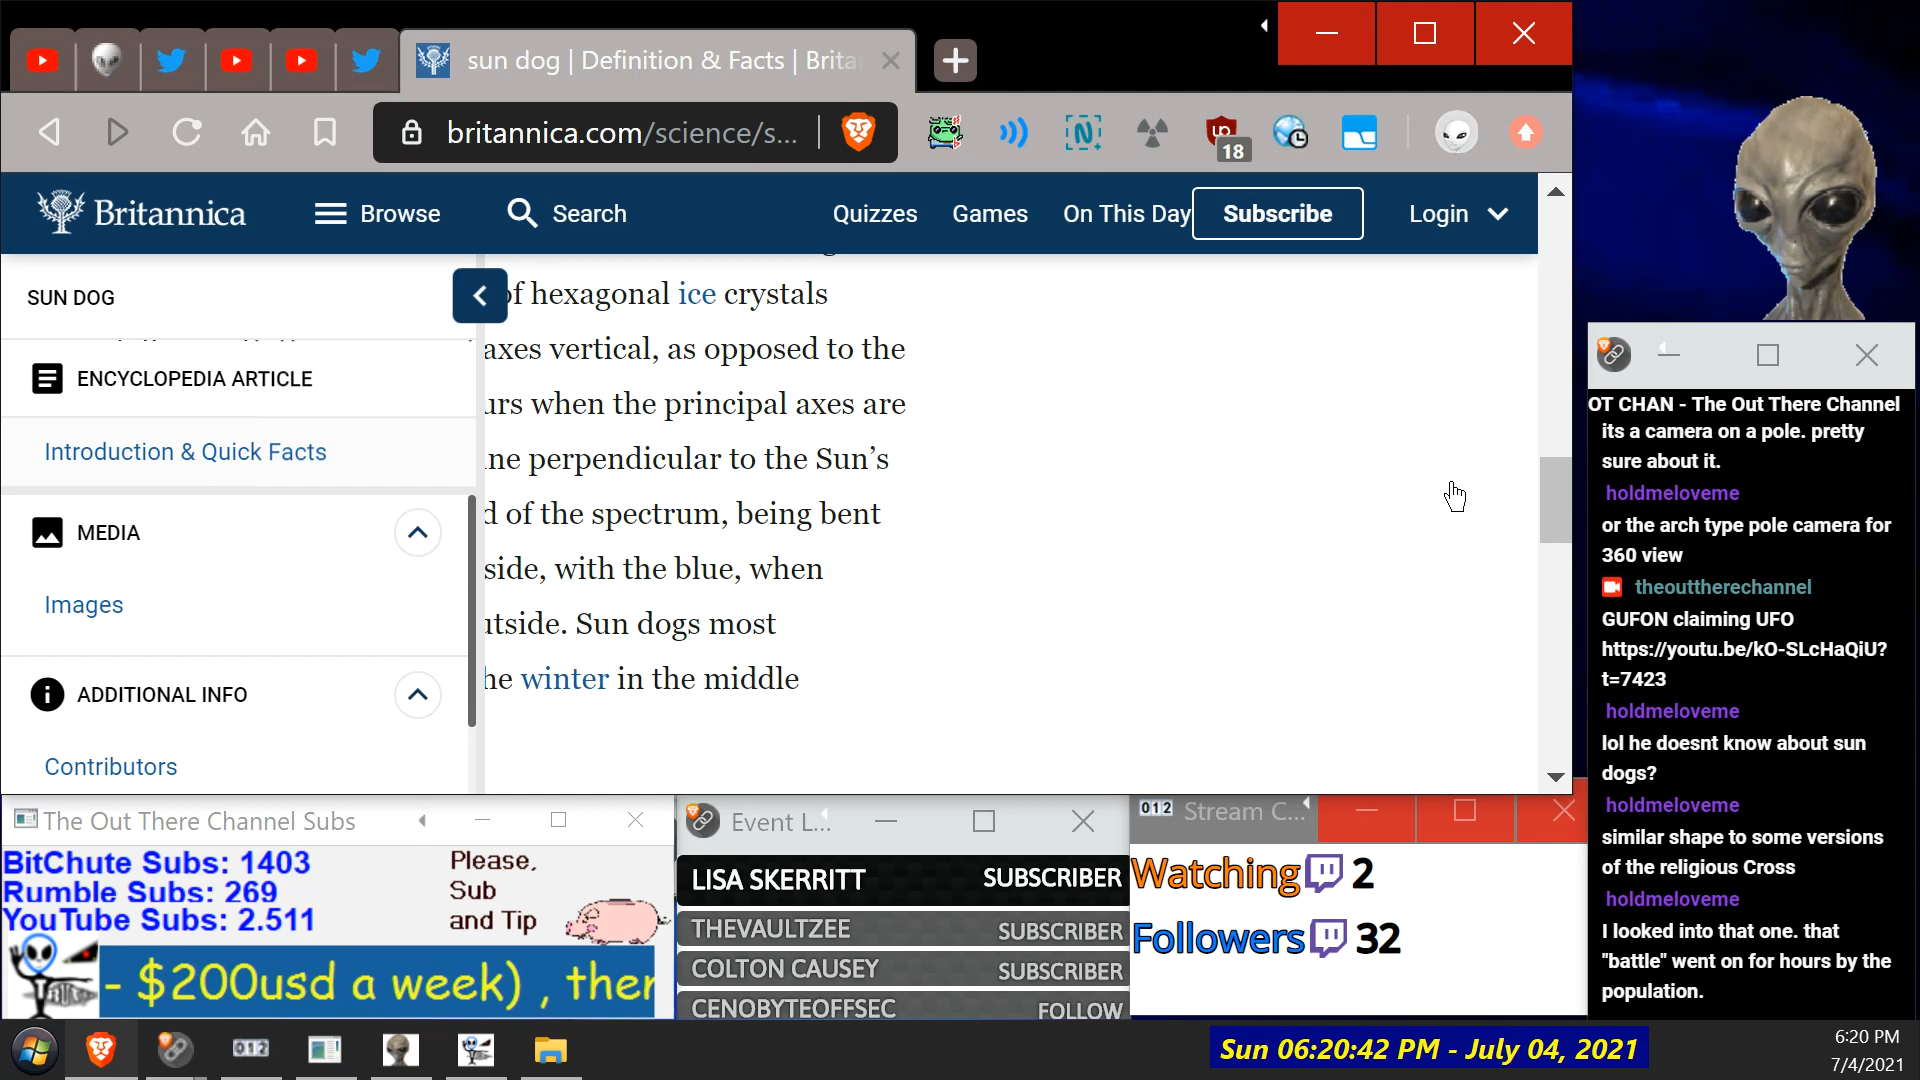 sun dog | Definition & Facts | Brita
britannica.com/science/s...
18
Britannica
Browse
Search
Quizzes
Games
On This Day
Subscribe
Login
SUN DOG
ENCYCLOPEDIA ARTICLE
Introduction & Quick Facts
MEDIA
Images
ADDITIONAL INFO
Contributors
of hexagonal ice crystals
axes vertical, as opposed to the
urs when the principal axes are
ne perpendicular to the Sun's
d of the spectrum, being bent
side, with the blue, when
utside. Sun dogs most
he winter in the middle
OT CHAN - The Out There Channel
its a camera on a pole. pretty
sure about it.
holdmeloveme
or the arch type pole camera for
360 view
theouttherechannel
GUFON claiming UFO
https://youtu.be/kO-SLcHaQiU?
t=7423
holdmeloveme
lol he doesnt know about sun
dogs?
holdmeloveme
similar shape to some versions
of the religious Cross
holdmeloveme
I looked into that one. that
"battle" went on for hours by the
population.
The Out There Channel Subs
BitChute Subs: 1403
Rumble Subs: 269
YouTube Subs: 2.511
Please,
Sub
and Tip
- $200usd a week) , ther
Event L...
LISA SKERRITT SUBSCRIBER
THEVAULTZEE SUBSCRIBER
COLTON CAUSEY SUBSCRIBER
CENOBYTEOFFSEC FOLLOW
012 Stream C...
Watching 2
Followers 32
012
Sun 06:20:42 PM - July 04, 2021
6:20 PM
7/4/2021